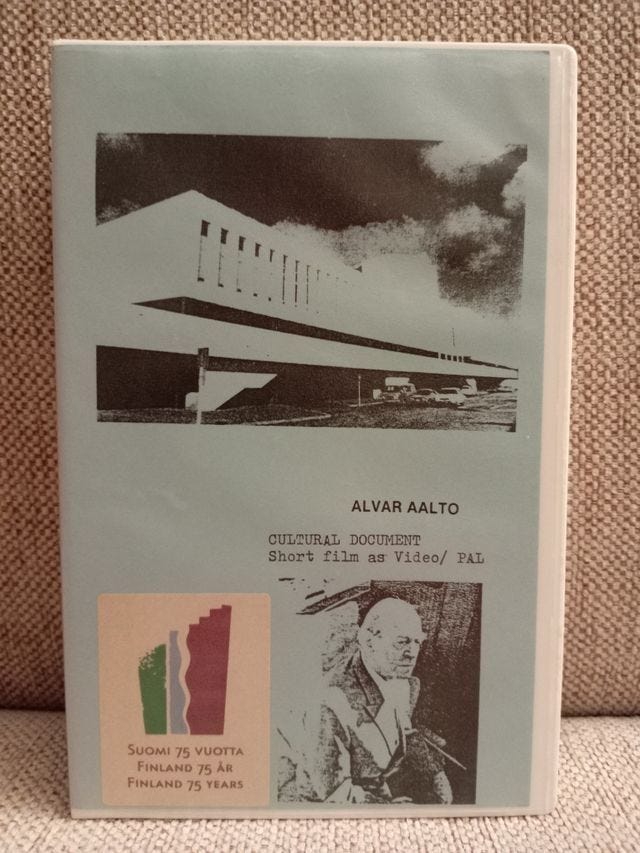 ALVAR AALTO
CULTURAL DOCUMENT
Short film as Video/ PAL
SUOMI 75 VUOTTA
FINLAND 75 ÅR
FINLAND 75 YEARS